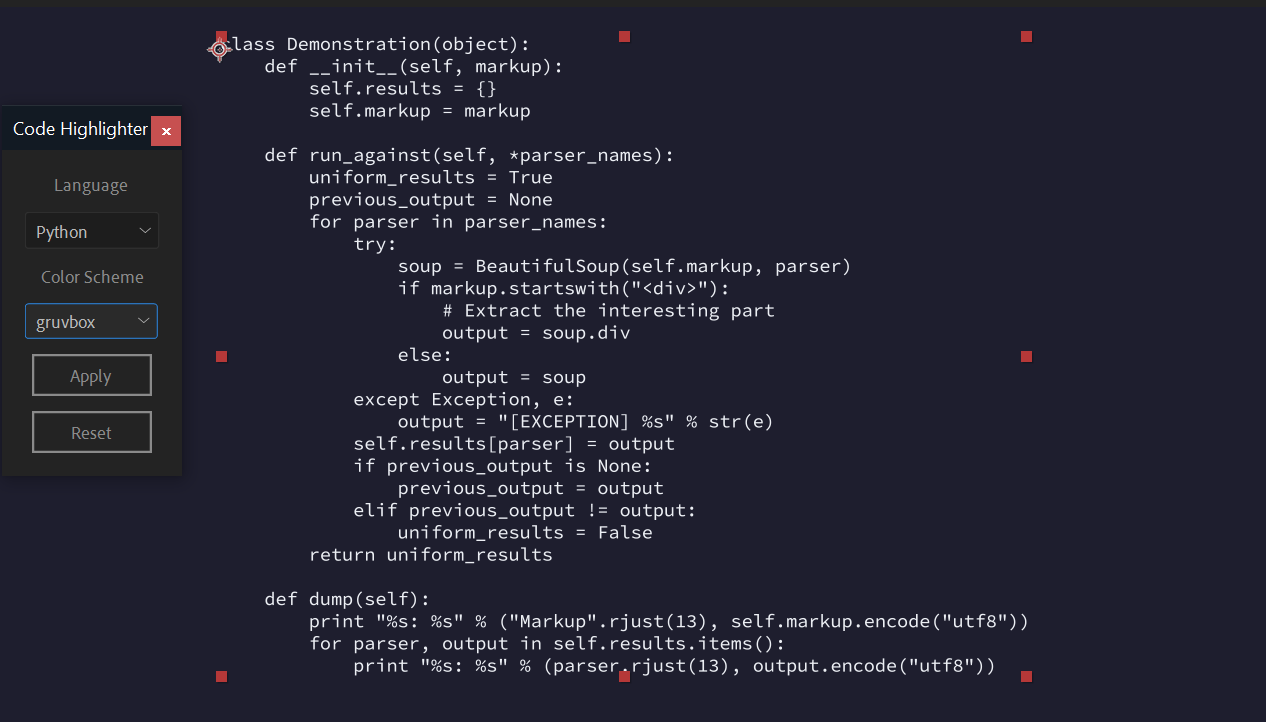 Code Highlighter
x
Language
Python
Color Scheme
gruvbox
Apply
Reset
class Demonstration(object):
    def __init__(self, markup):
        self.results = {}
        self.markup = markup

    def run_against(self, *parser_names):
        uniform_results = True
        previous_output = None
        for parser in parser_names:
            try:
                soup = BeautifulSoup(self.markup, parser)
                if markup.startswith("<div>"):
                    # Extract the interesting part
                    output = soup.div
                else:
                    output = soup
            except Exception, e:
                output = "[EXCEPTION] %s" % str(e)
            self.results[parser] = output
            if previous_output is None:
                previous_output = output
            elif previous_output != output:
                uniform_results = False
        return uniform_results

    def dump(self):
        print "%s: %s" % ("Markup".rjust(13), self.markup.encode("utf8"))
        for parser, output in self.results.items():
            print "%s: %s" % (parser.rjust(13), output.encode("utf8"))